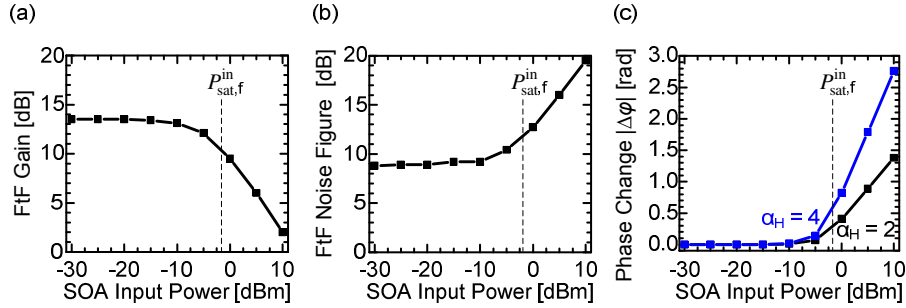 (a)
FtF Gain [dB]
20
15
10
5
0
P^in_sat,f
-30 -20 -10 0 10
SOA Input Power [dBm]
(b)
FtF Noise Figure [dB]
20
15
10
5
0
P^in_sat,f
-30 -20 -10 0 10
SOA Input Power [dBm]
(c)
Phase Change |Δφ| [rad]
3.0
2.5
2.0
1.5
1.0
0.5
0.0
P^in_sat,f
α_H = 4
α_H = 2
-30 -20 -10 0 10
SOA Input Power [dBm]